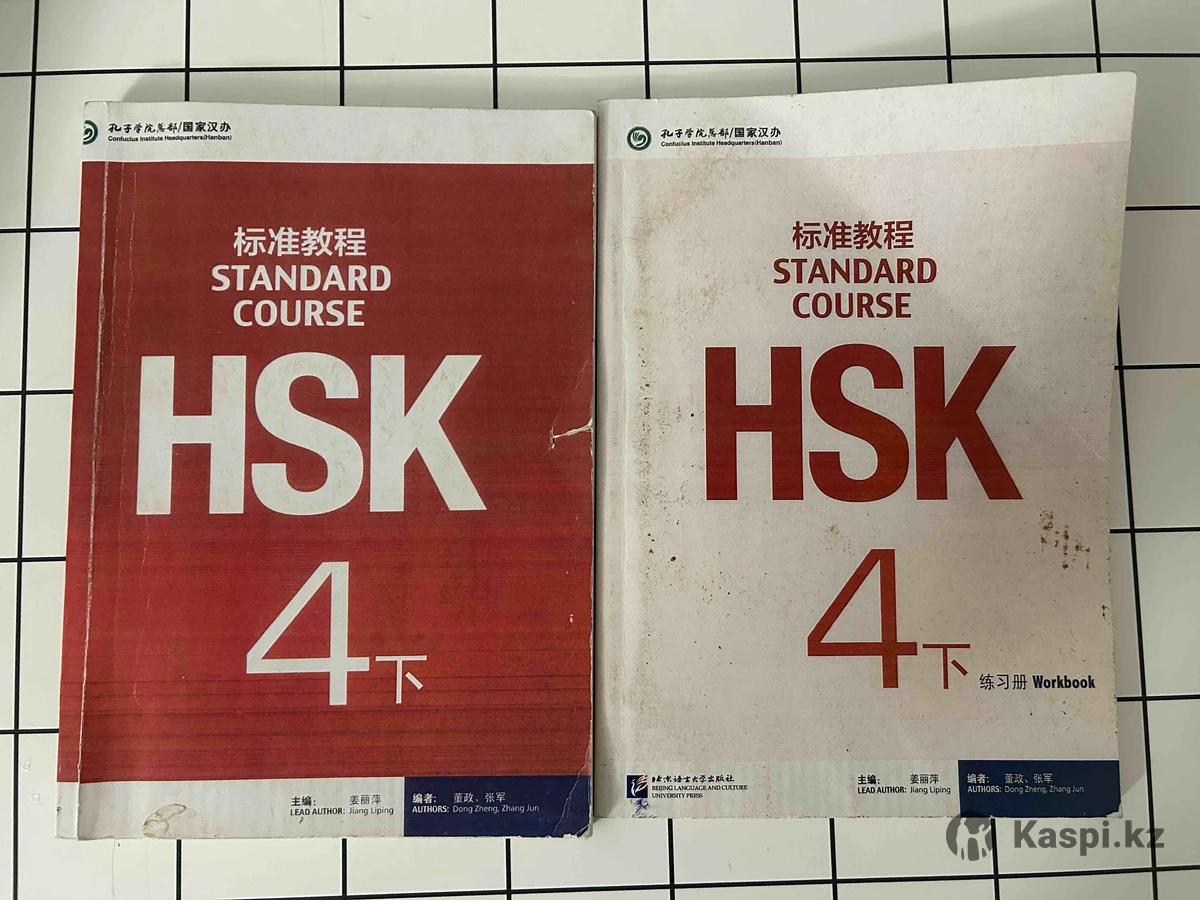 孔子学院总部/国家汉办
Confucius Institute Headquarters(Hanban)
标准教程
STANDARD
COURSE
HSK
4下
主编: 姜丽萍
LEAD AUTHOR: Jiang Liping
编者: 董政、张军
AUTHORS: Dong Zheng, Zhang Jun
孔子学院总部/国家汉办
Confucius Institute Headquarters(Hanban)
标准教程
STANDARD
COURSE
HSK
4下 练习册 Workbook
北京语言大学出版社
BEIJING LANGUAGE AND CULTURE
UNIVERSITY PRESS
主编: 姜丽萍
LEAD AUTHOR: Jiang Liping
编者: 董政、张军
AUTHORS: Dong Zheng, Zhang Jun
Kaspi.kz